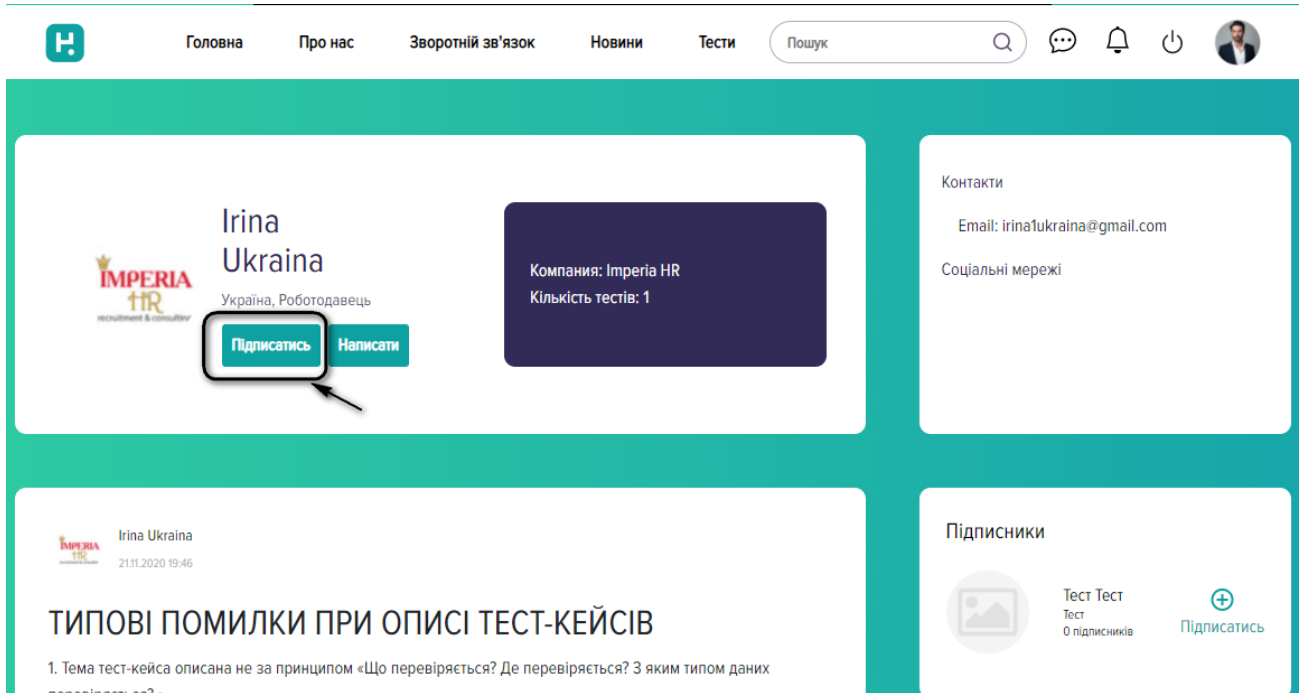 Головна Про нас Зворотній зв'язок Новини Тести Пошук
Irina
Ukraina
Україна, Роботодавець
Підписатись Написати
IMPERIA
HR
recruitment &
Компания: Imperia HR
Кількість тестів: 1
Контакти
Email: irina1ukraina@gmail.com
Соціальні мережі
IMPERIA
HR
Irina Ukraina
21.11.2020 19:46
ТИПОВІ ПОМИЛКИ ПРИ ОПИСІ ТЕСТ-КЕЙСІВ
1. Тема тест-кейса описана не за принципом «Що перевіряється? Де перевіряється? З яким типом даних
Підписники
Тест Тест
Тест
0 підписників
Підписатись